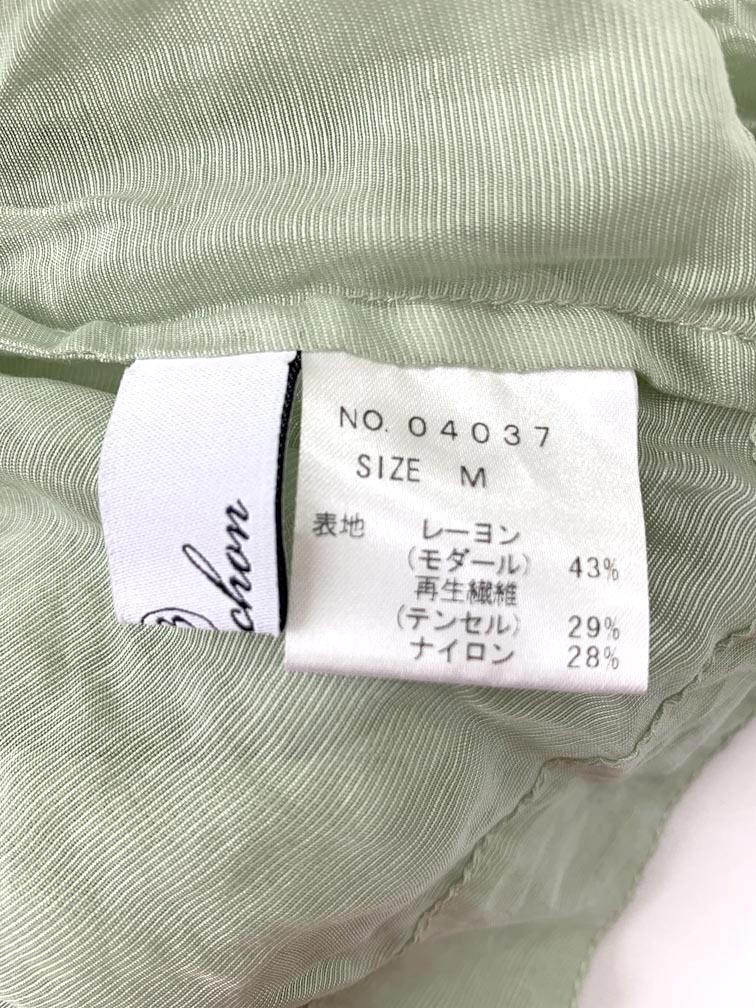 chon
NO. 04037
SIZE M
表地 レーヨン
(モダール) 43%
再生繊維
(テンセル) 29%
ナイロン 28%